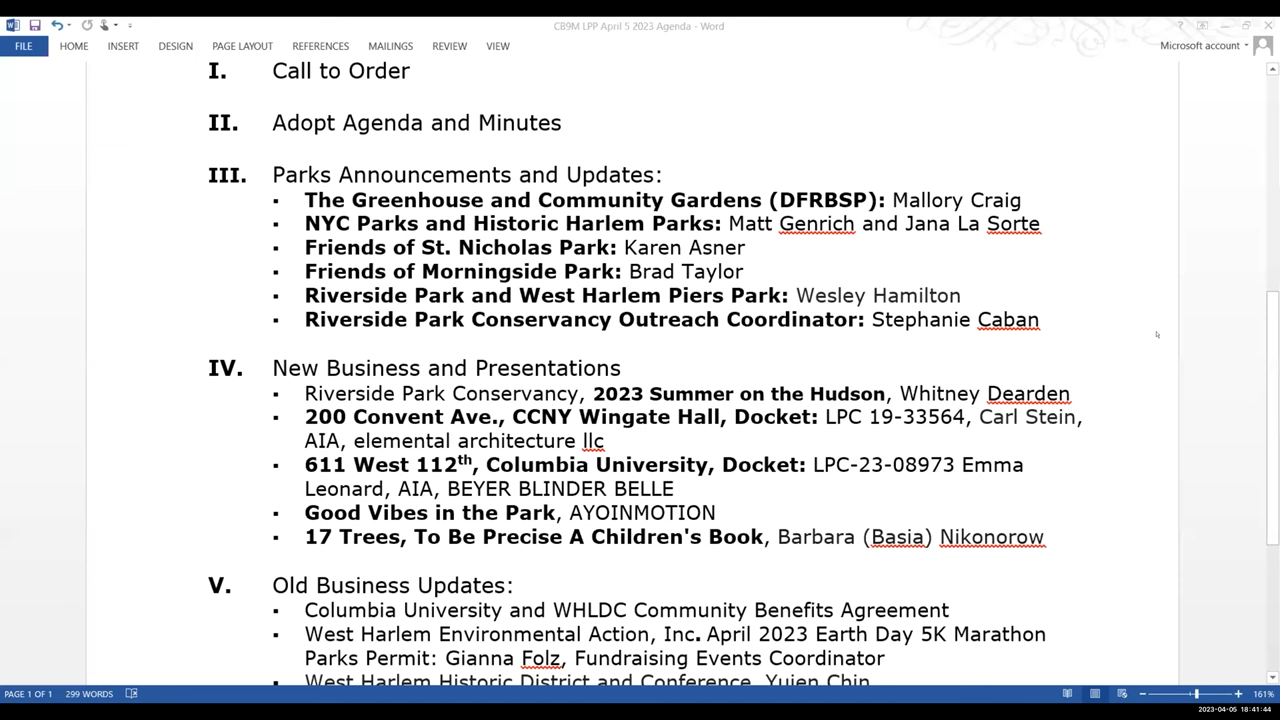 CB9M LPP April 5 2023 Agenda - Word
FILE HOME INSERT DESIGN PAGE LAYOUT REFERENCES MAILINGS REVIEW VIEW Microsoft account
I. Call to Order
II. Adopt Agenda and Minutes
III. Parks Announcements and Updates:
▪ The Greenhouse and Community Gardens (DFRBSP): Mallory Craig
▪ NYC Parks and Historic Harlem Parks: Matt Genrich and Jana La Sorte
▪ Friends of St. Nicholas Park: Karen Asner
▪ Friends of Morningside Park: Brad Taylor
▪ Riverside Park and West Harlem Piers Park: Wesley Hamilton
▪ Riverside Park Conservancy Outreach Coordinator: Stephanie Caban
IV. New Business and Presentations
▪ Riverside Park Conservancy, 2023 Summer on the Hudson, Whitney Dearden
▪ 200 Convent Ave., CCNY Wingate Hall, Docket: LPC 19-33564, Carl Stein,
AIA, elemental architecture llc
▪ 611 West 112th, Columbia University, Docket: LPC-23-08973 Emma
Leonard, AIA, BEYER BLINDER BELLE
▪ Good Vibes in the Park, AYOINMOTION
▪ 17 Trees, To Be Precise A Children's Book, Barbara (Basia) Nikonorow
V. Old Business Updates:
▪ Columbia University and WHLDC Community Benefits Agreement
▪ West Harlem Environmental Action, Inc. April 2023 Earth Day 5K Marathon
Parks Permit: Gianna Folz, Fundraising Events Coordinator
▪ West Harlem Historic District and Conference, Yuien Chin
PAGE 1 OF 1 299 WORDS 161%
2023-04-05 18:41:44